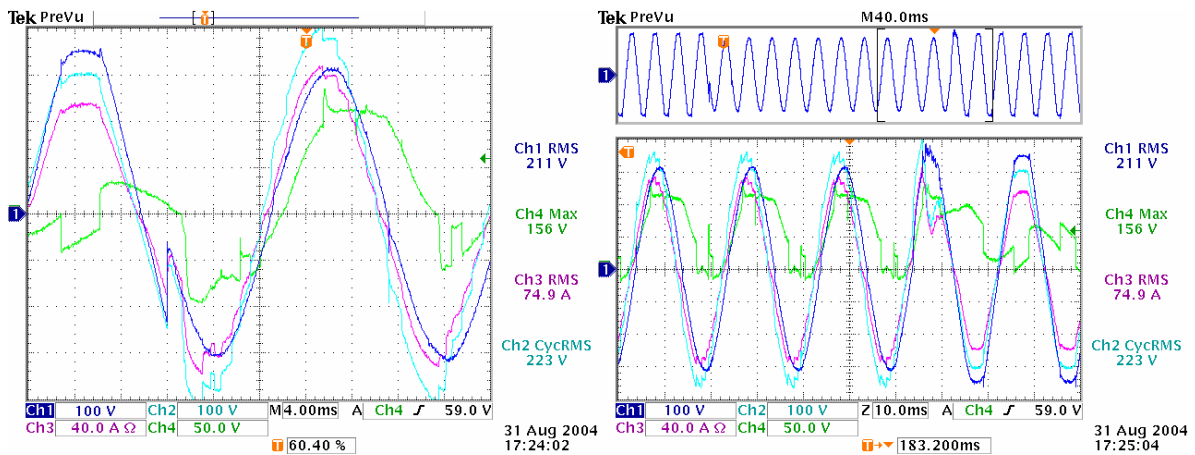 Tek PreVu
T
T
1
Ch1 RMS
211 V
Ch4 Max
156 V
Ch3 RMS
74.9 A
Ch2 CycRMS
223 V
Ch1 100 V Ch2 100 V M 4.00ms A Ch4 ʃ 59.0 V
Ch3 40.0 A Ω Ch4 50.0 V
T 60.40 %
31 Aug 2004
17:24:02
Tek PreVu M40.0ms
T
1
T
1
Ch1 RMS
211 V
Ch4 Max
156 V
Ch3 RMS
74.9 A
Ch2 CycRMS
223 V
Ch1 100 V Ch2 100 V Z 10.0ms A Ch4 ʃ 59.0 V
Ch3 40.0 A Ω Ch4 50.0 V
T→▼ 183.200ms
31 Aug 2004
17:25:04